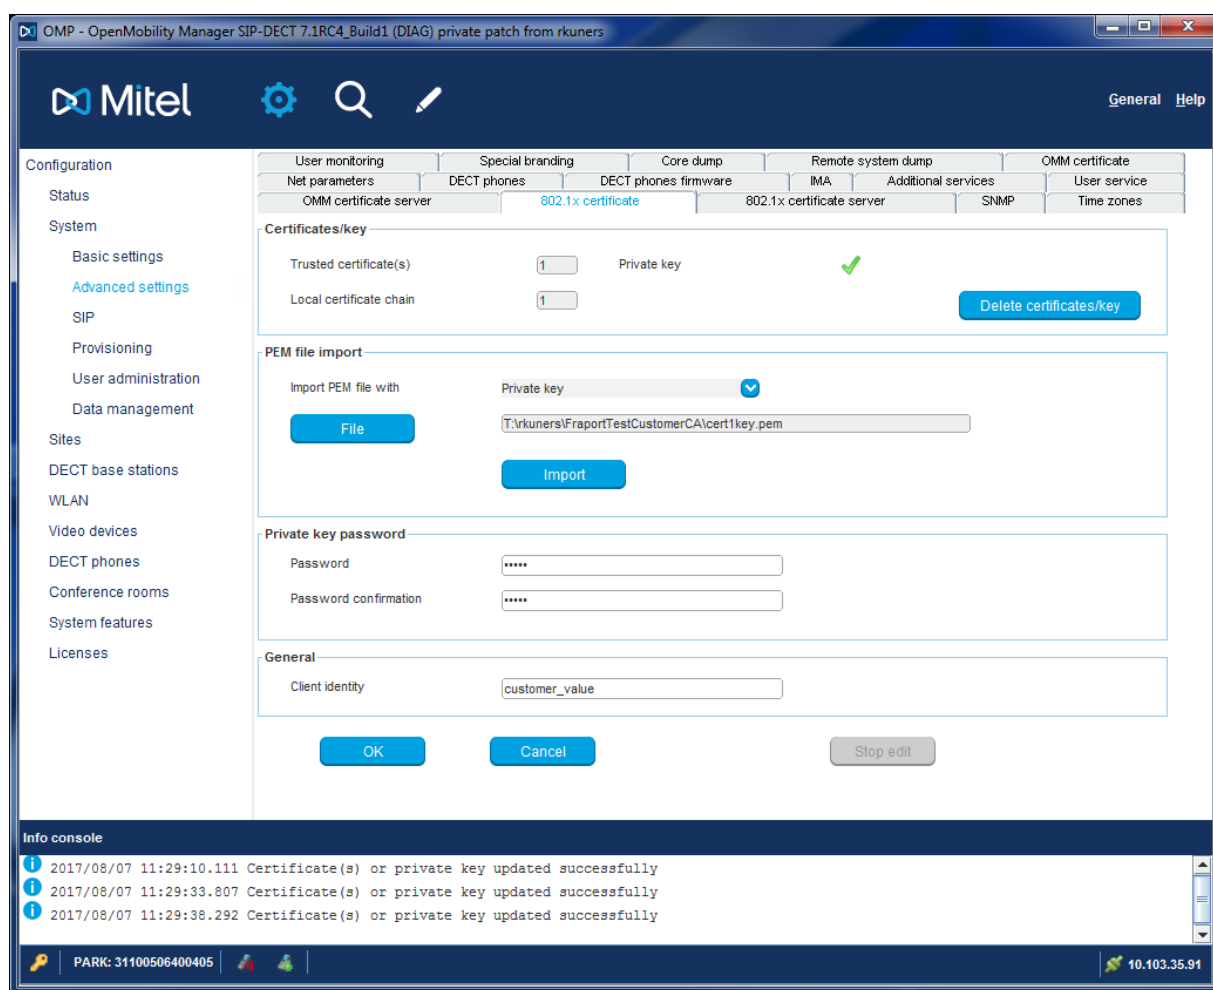 OMP - OpenMobility Manager SIP-DECT 7.1RC4_Build1 (DIAG) private patch from rkuners
Mitel
General Help
Configuration
Status
System
Basic settings
Advanced settings
SIP
Provisioning
User administration
Data management
Sites
DECT base stations
WLAN
Video devices
DECT phones
Conference rooms
System features
Licenses
User monitoring Special branding Core dump Remote system dump OMM certificate
Net parameters DECT phones DECT phones firmware IMA Additional services User service
OMM certificate server 802.1x certificate 802.1x certificate server SNMP Time zones
Certificates/key
Trusted certificate(s) 1 Private key
Local certificate chain 1
Delete certificates/key
PEM file import
Import PEM file with Private key
File T:\rkuners\FraportTestCustomerCA\cert1key.pem
Import
Private key password
Password •••••
Password confirmation •••••
General
Client identity customer_value
OK Cancel Stop edit
Info console
2017/08/07 11:29:10.111 Certificate(s) or private key updated successfully
2017/08/07 11:29:33.807 Certificate(s) or private key updated successfully
2017/08/07 11:29:38.292 Certificate(s) or private key updated successfully
PARK: 31100506400405 10.103.35.91